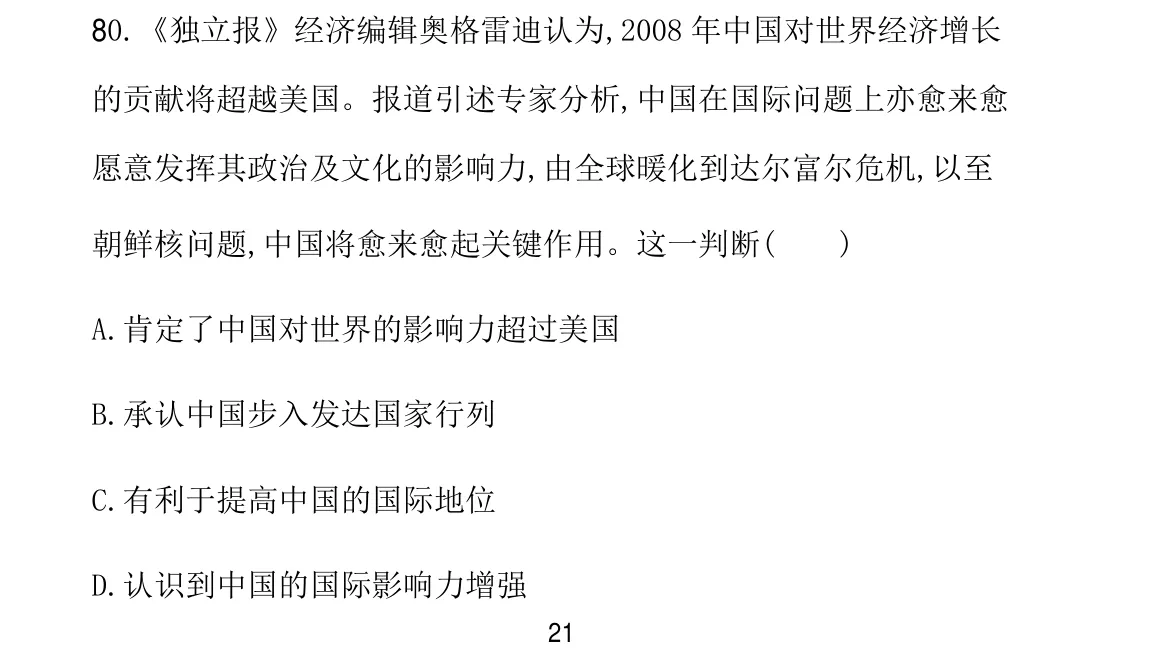 80.《独立报》经济编辑奥格雷迪认为,2008 年中国对世界经济增长
的贡献将超越美国。报道引述专家分析,中国在国际问题上亦愈来愈
愿意发挥其政治及文化的影响力,由全球暖化到达尔富尔危机,以至
朝鲜核问题,中国将愈来愈起关键作用。这一判断(　　)
A.肯定了中国对世界的影响力超过美国
B.承认中国步入发达国家行列
C.有利于提高中国的国际地位
D.认识到中国的国际影响力增强
21